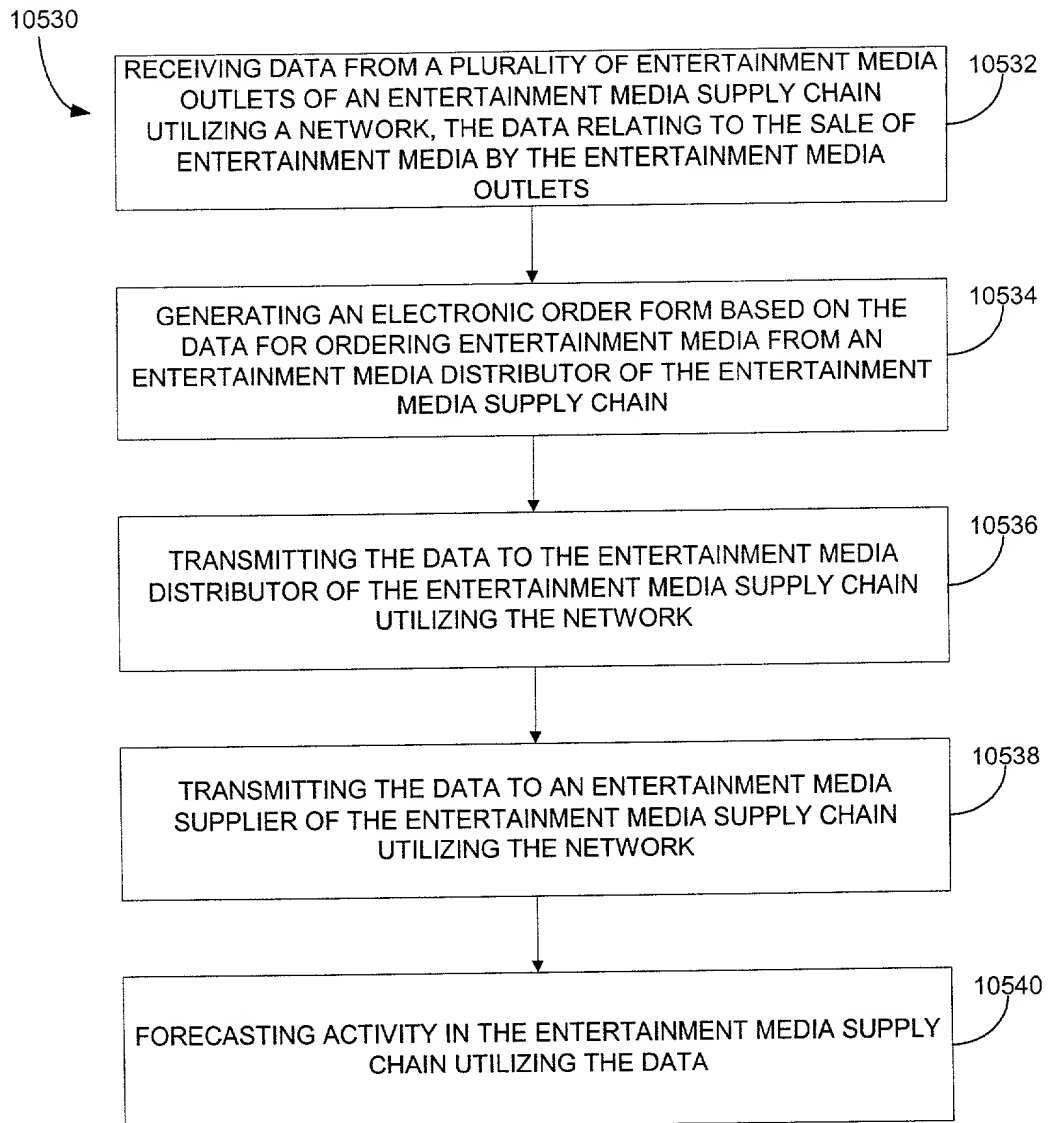 10530
RECEIVING DATA FROM A PLURALITY OF ENTERTAINMENT MEDIA
OUTLETS OF AN ENTERTAINMENT MEDIA SUPPLY CHAIN
UTILIZING A NETWORK, THE DATA RELATING TO THE SALE OF
ENTERTAINMENT MEDIA BY THE ENTERTAINMENT MEDIA
OUTLETS
10532
GENERATING AN ELECTRONIC ORDER FORM BASED ON THE
DATA FOR ORDERING ENTERTAINMENT MEDIA FROM AN
ENTERTAINMENT MEDIA DISTRIBUTOR OF THE ENTERTAINMENT
MEDIA SUPPLY CHAIN
10534
TRANSMITTING THE DATA TO THE ENTERTAINMENT MEDIA
DISTRIBUTOR OF THE ENTERTAINMENT MEDIA SUPPLY CHAIN
UTILIZING THE NETWORK
10536
TRANSMITTING THE DATA TO AN ENTERTAINMENT MEDIA
SUPPLIER OF THE ENTERTAINMENT MEDIA SUPPLY CHAIN
UTILIZING THE NETWORK
10538
FORECASTING ACTIVITY IN THE ENTERTAINMENT MEDIA SUPPLY
CHAIN UTILIZING THE DATA
10540